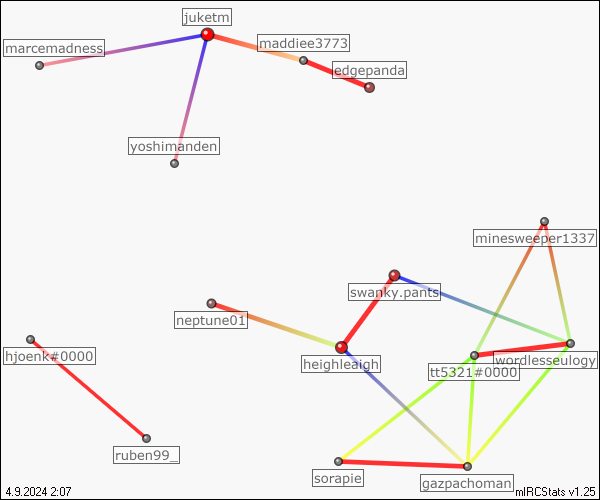 juketm
marcemadness
maddiee3773
edgepanda
yoshimanden
minesweeper1337
swanky.pants
neptune01
hjoenk#0000
heighleaigh
wordlesseulogy
tt5321#0000
ruben99_
sorapie
gazpachoman
4.9.2024 2:07
mIRCStats v1.25